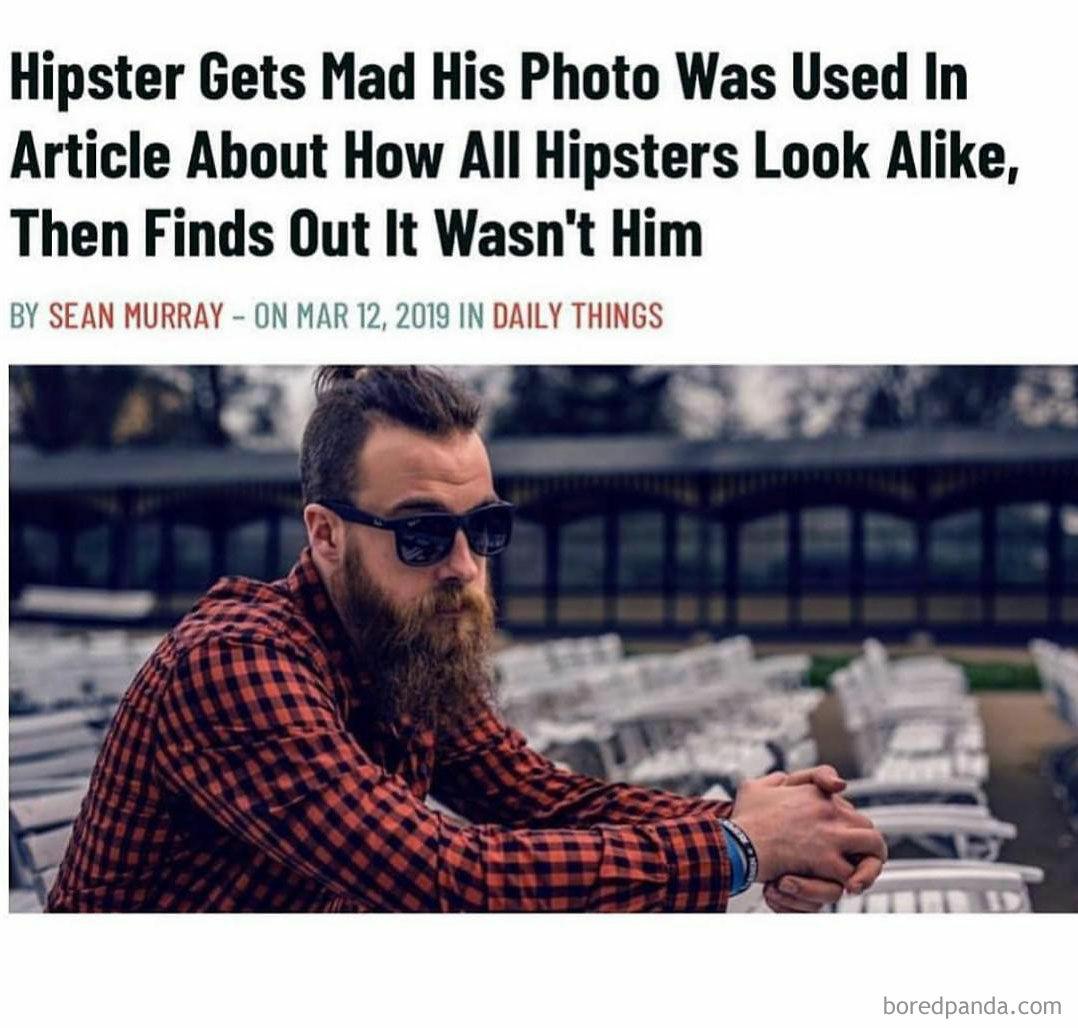 Hipster Gets Mad His Photo Was Used In
Article About How All Hipsters Look Alike,
Then Finds Out It Wasn't Him
BY SEAN MURRAY – ON MAR 12, 2019 IN DAILY THINGS
boredpanda.com